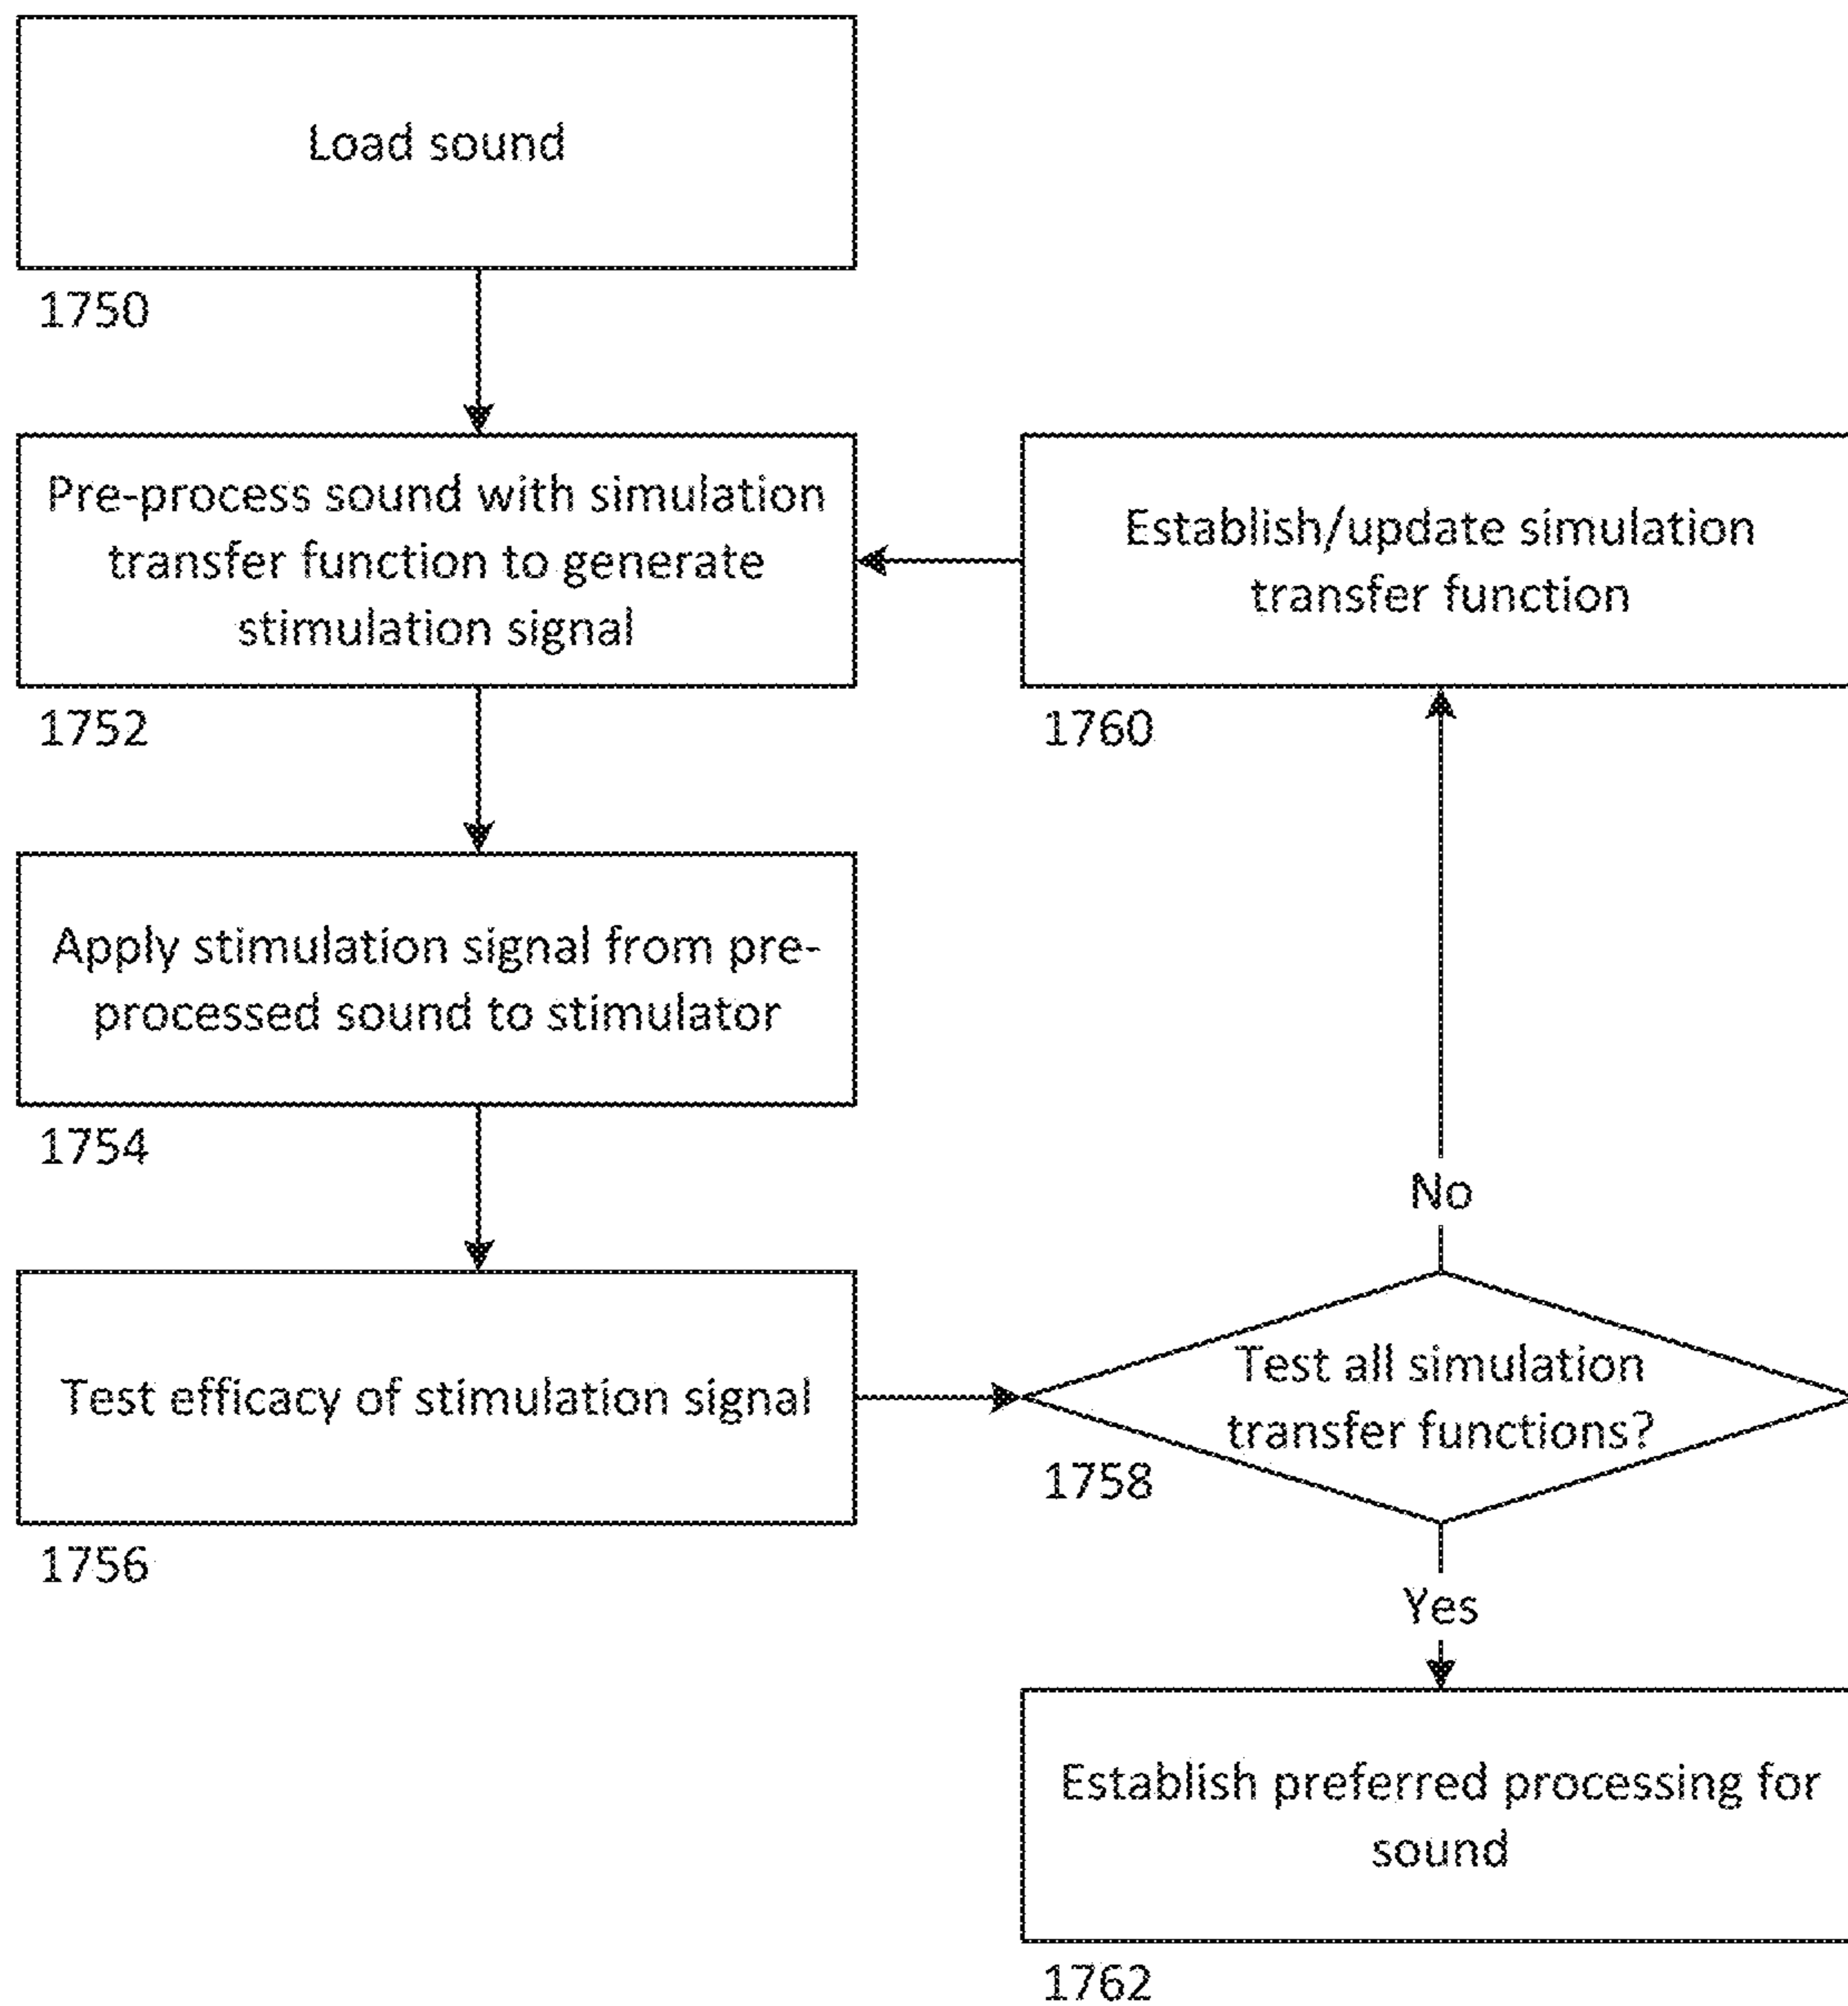 Load sound
1750
Pre-process sound with simulation
transfer function to generate
stimulation signal
1752
Establish/update simulation
transfer function
1760
Apply stimulation signal from pre-
processed sound to stimulator
1754
No
Test efficacy of stimulation signal
1756
Test all simulation
transfer functions?
1758
Yes
Establish preferred processing for
sound
1762